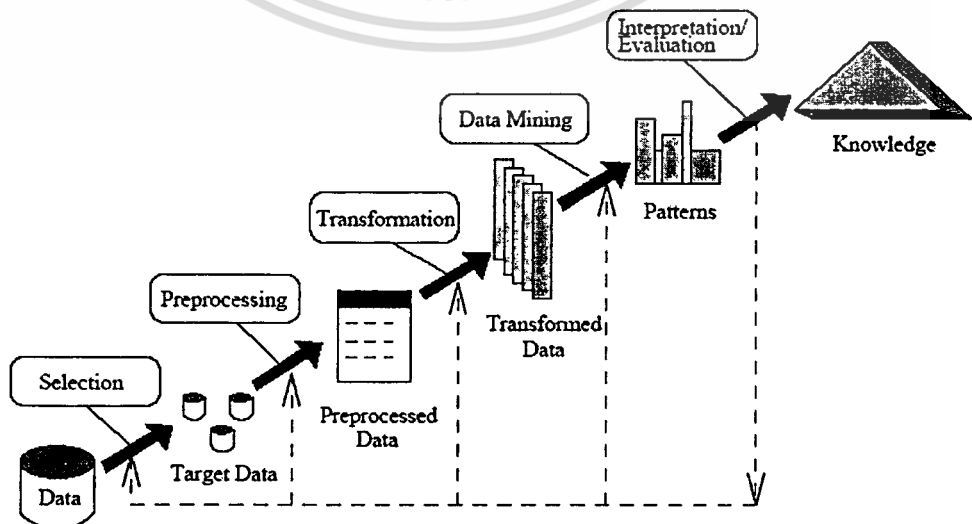 Interpretation/
Evaluation
Data Mining
Knowledge
Transformation
Patterns
Preprocessing
Transformed
Data
Selection
Preprocessed
Data
Target Data
Data